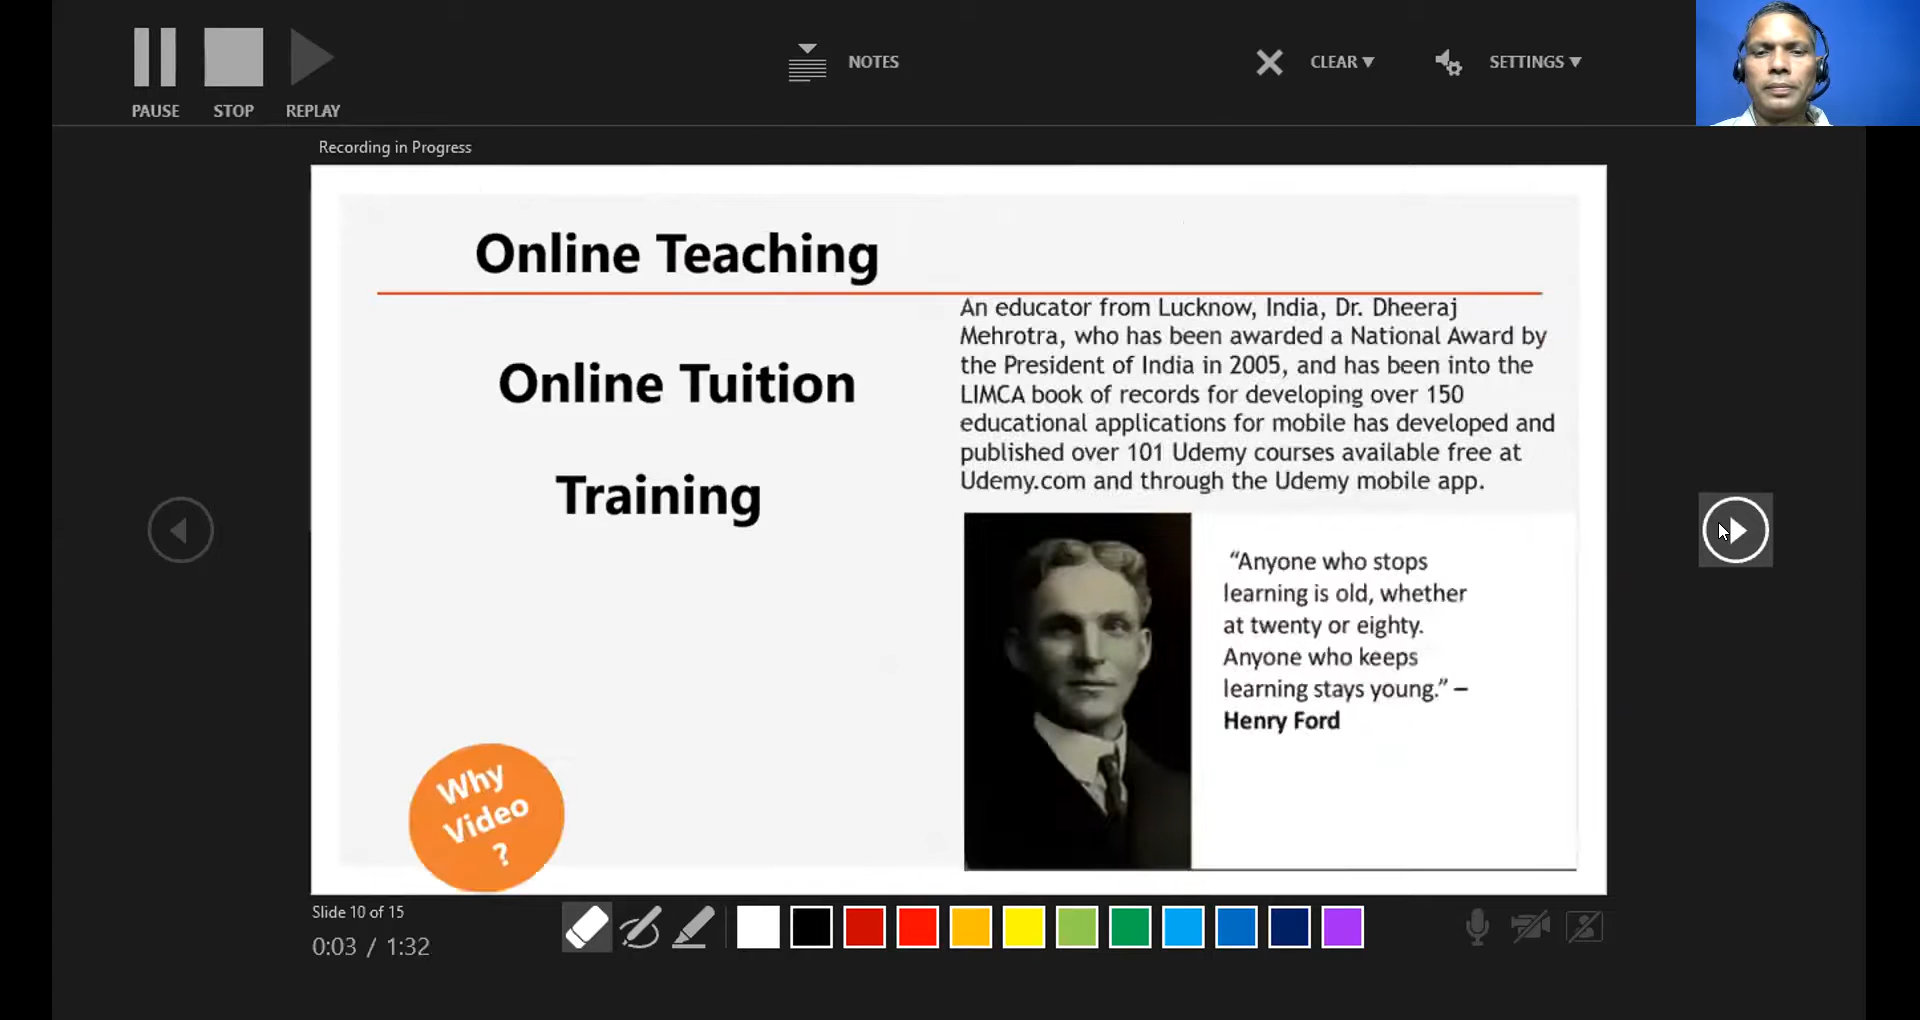 PAUSE
STOP
REPLAY
NOTES
CLEAR
SETTINGS
Recording in Progress
Online Teaching
Online Tuition
Training
An educator from Lucknow, India, Dr. Dheeraj
Mehrotra, who has been awarded a National Award by
the President of India in 2005, and has been into the
LIMCA book of records for developing over 150
educational applications for mobile has developed and
published over 101 Udemy courses available free at
Udemy.com and through the Udemy mobile app.
“Anyone who stops
learning is old, whether
at twenty or eighty.
Anyone who keeps
learning stays young.” –
Henry Ford
Why
Video
?
Slide 10 of 15
0:03 / 1:32